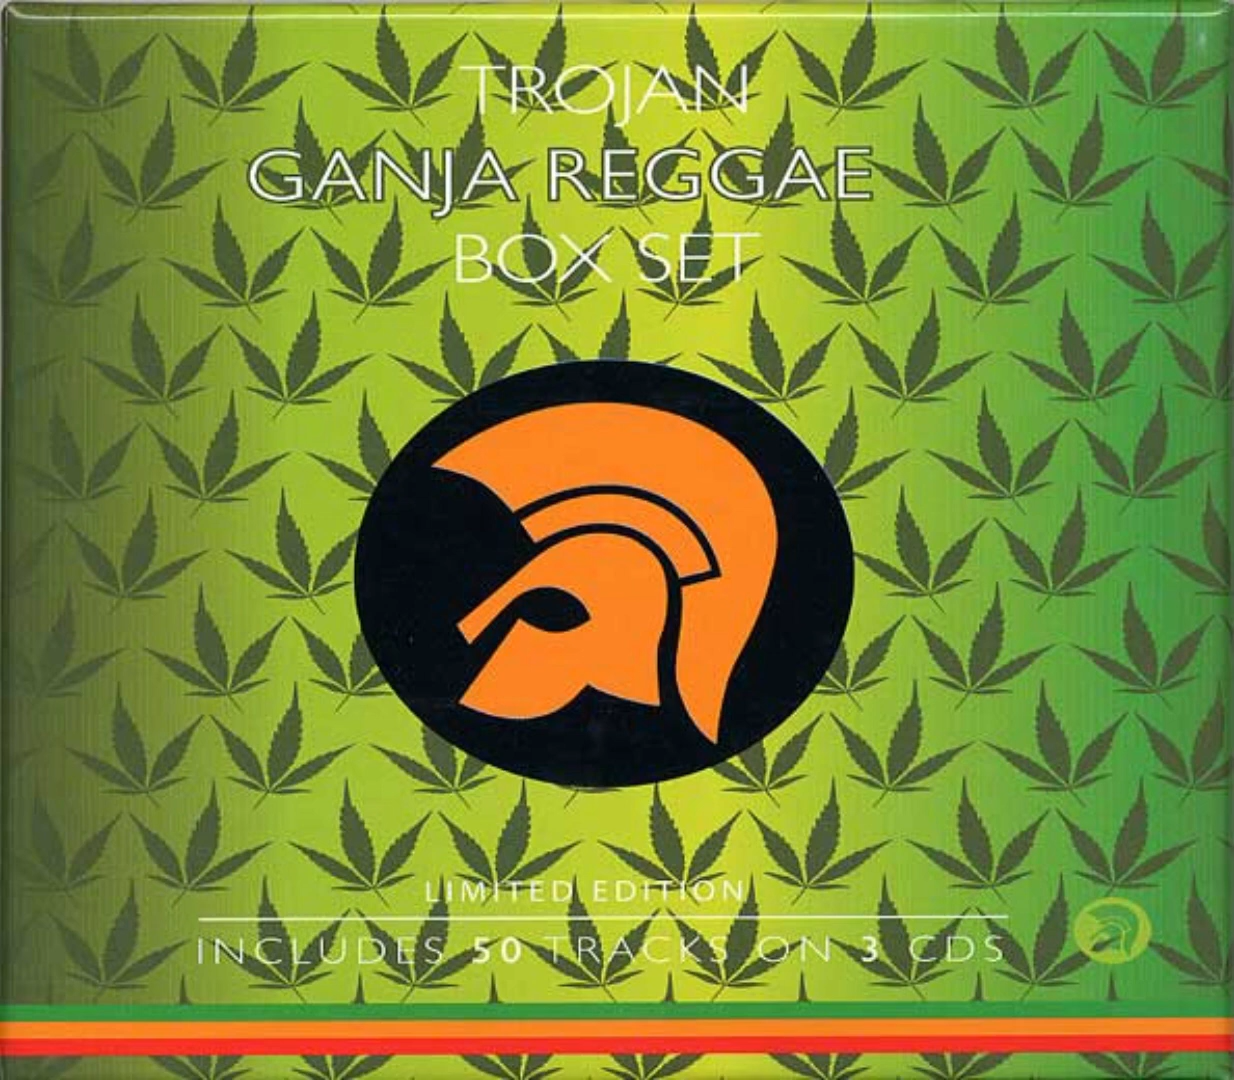 TROJAN
GANJA REGGAE
BOX SET
LIMITED EDITION
INCLUDES 50 TRACKS ON 3 CDS